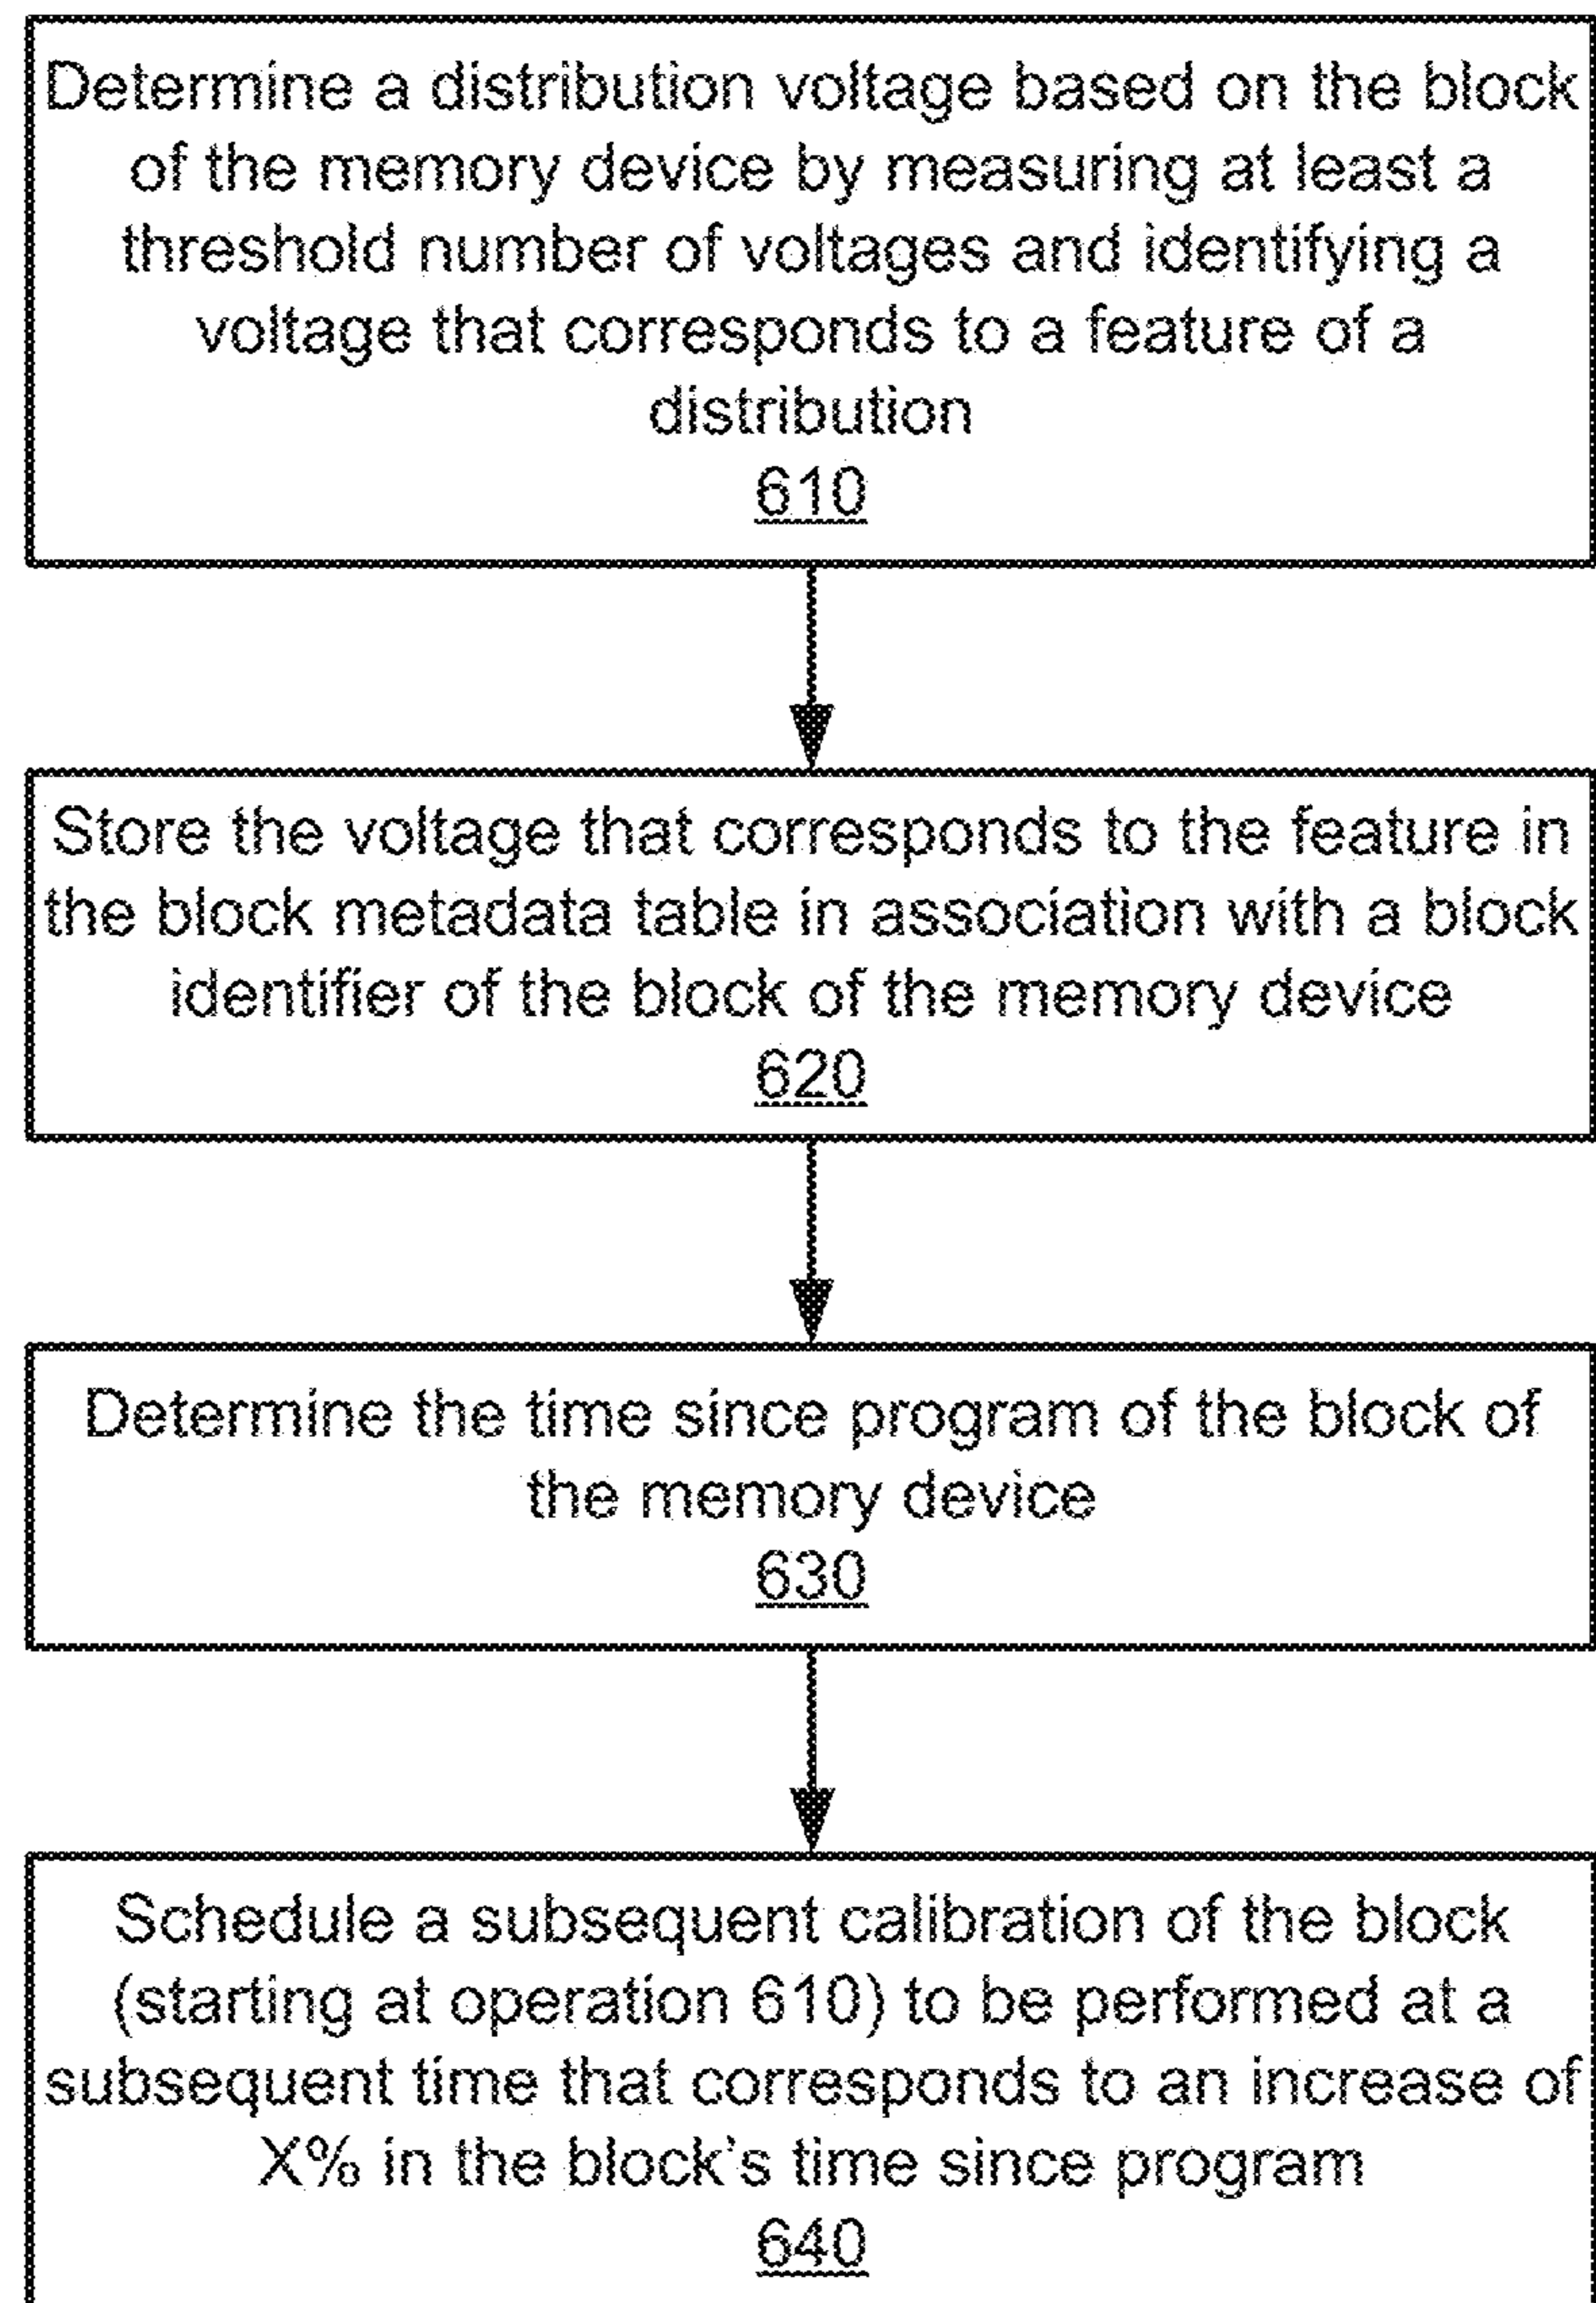 Determine a distribution voltage based on the block
of the memory device by measuring at least a
threshold number of voltages and identifying a
voltage that corresponds to a feature of a
distribution
610
Store the voltage that corresponds to the feature in
the block metadata table in association with a block
identifier of the block of the memory device
620
Determine the time since program of the block of
the memory device
630
Schedule a subsequent calibration of the block
(starting at operation 610) to be performed at a
subsequent time that corresponds to an increase of
X% in the block's time since program
640